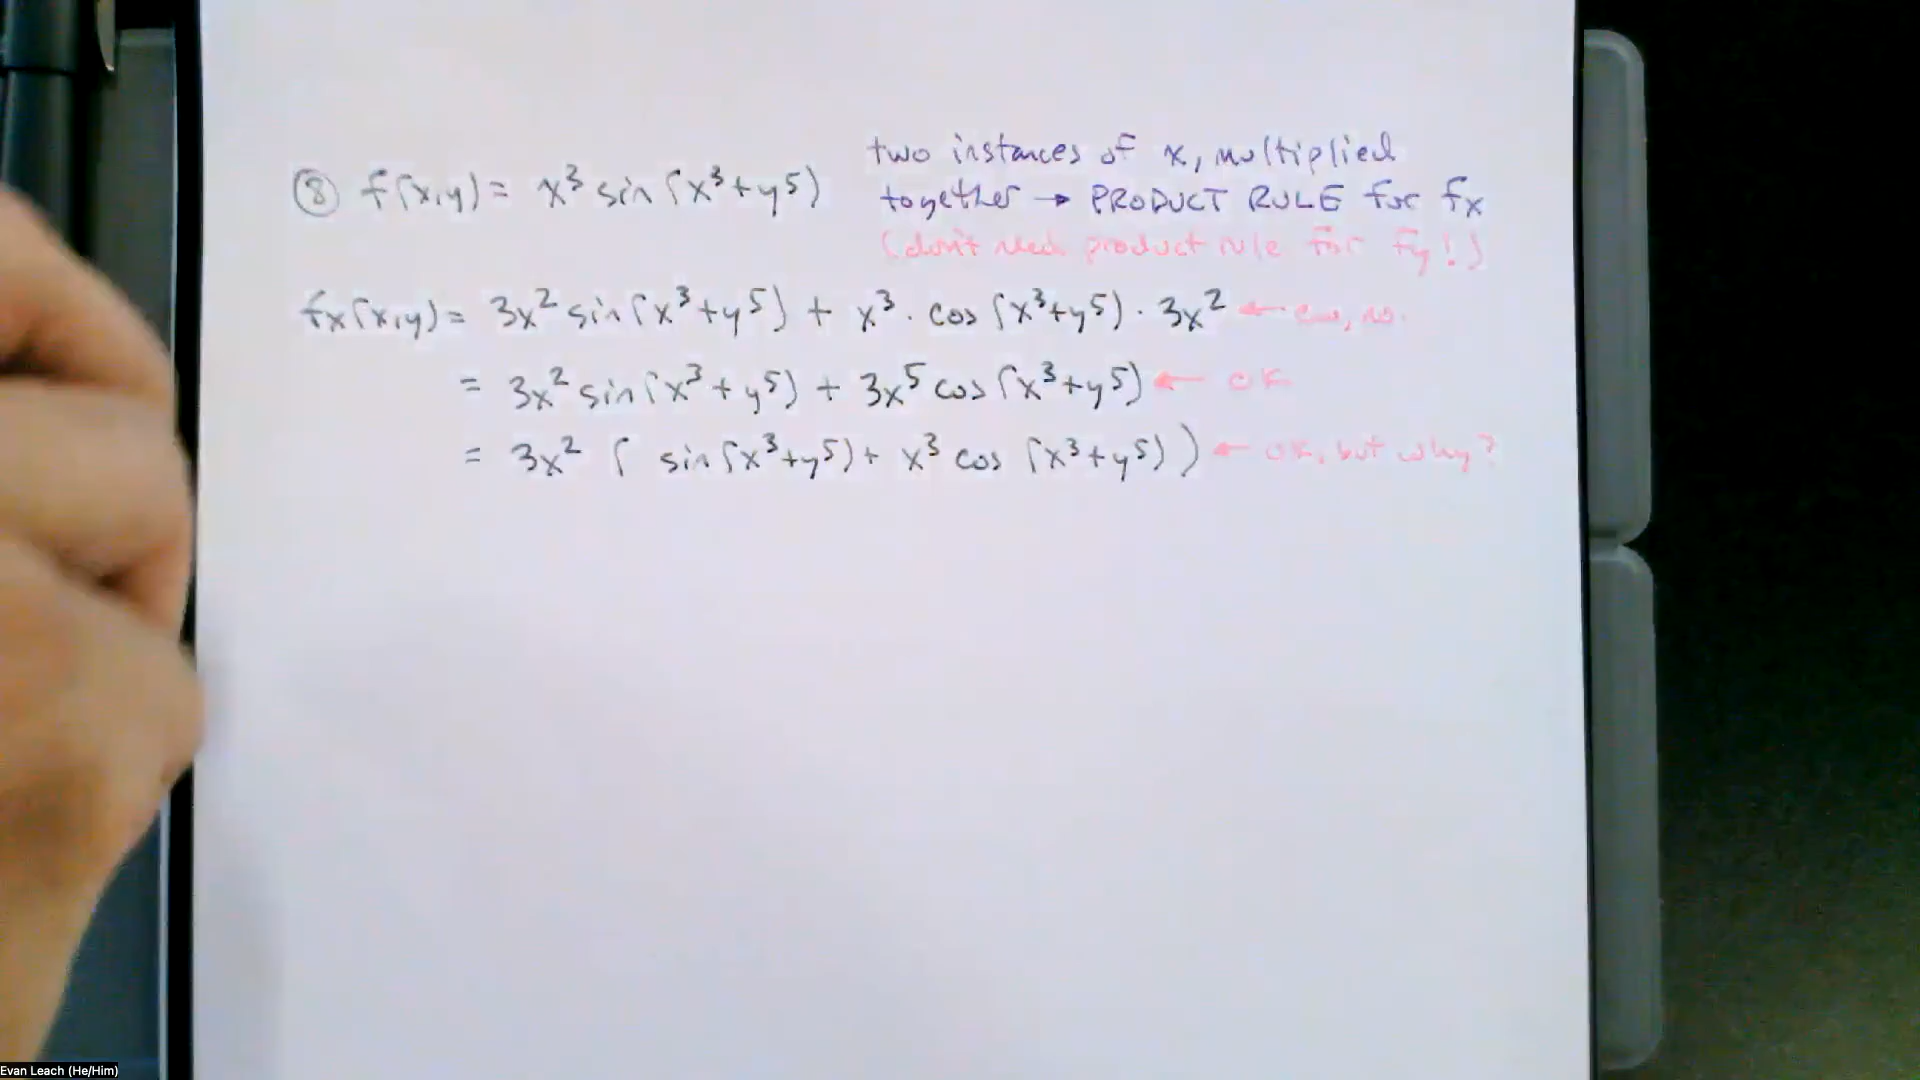 ⑧ f(x,y) = x³ sin(x³+y⁵)
two instances of x, multiplied
together → PRODUCT RULE for fx
(don't need product rule for fy!)
fx(x,y) = 3x² sin(x³+y⁵) + x³ · cos(x³+y⁵) · 3x² ← ew, no.
= 3x² sin(x³+y⁵) + 3x⁵ cos(x³+y⁵) ← OK
= 3x² ( sin(x³+y⁵) + x³ cos(x³+y⁵) ) ← OK, but why?
Evan Leach (He/Him)